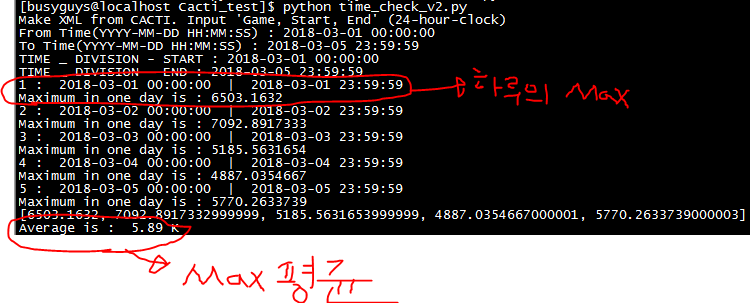 [busyguys@localhost Cacti_test]$ python time_check_v2.py
Make XML from CACTI. Input 'Game, Start, End' (24-hour-clock)
From Time(YYYY-MM-DD HH:MM:SS) : 2018-03-01 00:00:00
To Time(YYYY-MM-DD HH:MM:SS) : 2018-03-05 23:59:59
TIME _ DIVISION - START : 2018-03-01 00:00:00
TIME _ DIVISION - END : 2018-03-05 23:59:59
1 :  2018-03-01 00:00:00  |  2018-03-01 23:59:59
하루의 Max
Maximum in one day is : 6503.1632
2 :  2018-03-02 00:00:00  |  2018-03-02 23:59:59
Maximum in one day is : 7092.8917333
3 :  2018-03-03 00:00:00  |  2018-03-03 23:59:59
Maximum in one day is : 5185.5631654
4 :  2018-03-04 00:00:00  |  2018-03-04 23:59:59
Maximum in one day is : 4887.0354667
5 :  2018-03-05 00:00:00  |  2018-03-05 23:59:59
Maximum in one day is : 5770.2633739
[6503.1632, 7092.8917332999999, 5185.5631653999999, 4887.0354667000001, 5770.2633739000003]
Average is :  5.89 K
Max 평균